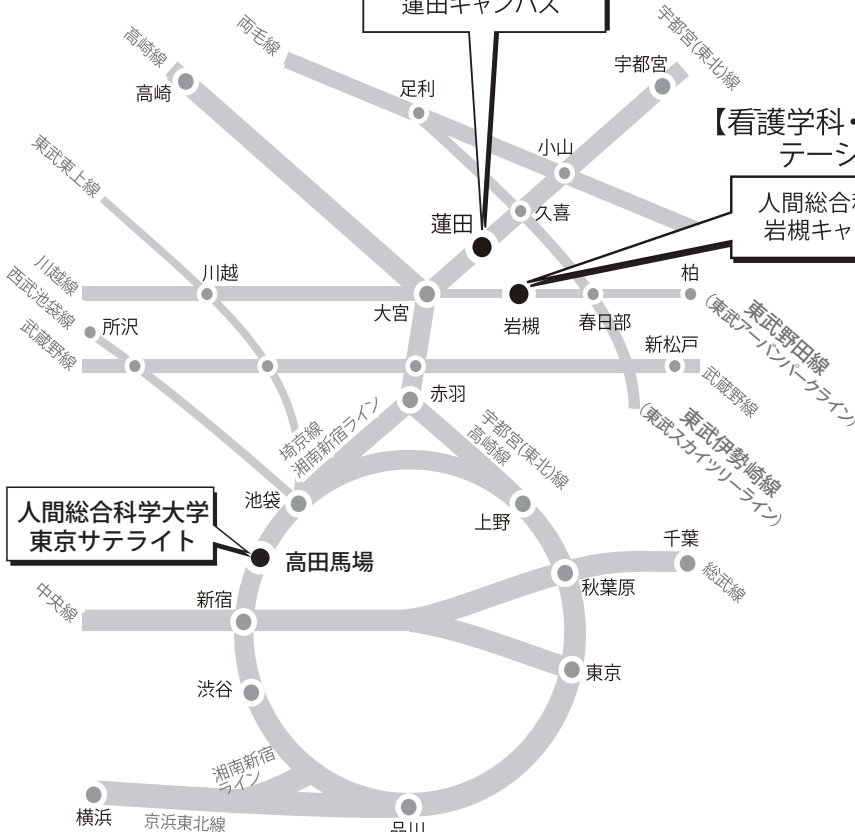 蓮田キャンパス
高崎線
両毛線
宇都宮(東北)線
高崎
足利
宇都宮
【看護学科・
テーシ
東武東上線
小山
人間総合科
岩槻キャ
蓮田
久喜
川越線
川越
柏
西武池袋線
所沢
大宮
岩槻
春日部
東武野田線
(東武アーバンパークライン)
武蔵野線
新松戸
武蔵野線
赤羽
埼京線
湘南新宿ライン
宇都宮(東北)線
高崎線
東武伊勢崎線
(東武スカイツリーライン)
池袋
上野
人間総合科学大学
東京サテライト
高田馬場
千葉
総武線
中央線
新宿
秋葉原
渋谷
東京
湘南新宿
ライン
横浜
京浜東北線
品川